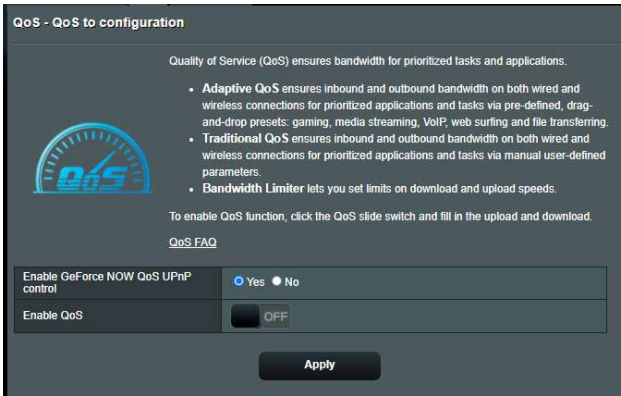 QoS - QoS to configuration
Quality of Service (QoS) ensures bandwidth for prioritized tasks and applications.
• Adaptive QoS ensures inbound and outbound bandwidth on both wired and
wireless connections for prioritized applications and tasks via pre-defined, drag-
and-drop presets: gaming, media streaming, VoIP, web surfing and file transferring.
• Traditional QoS ensures inbound and outbound bandwidth on both wired and
wireless connections for prioritized applications and tasks via manual user-defined
parameters.
• Bandwidth Limiter lets you set limits on download and upload speeds.
QoS
To enable QoS function, click the QoS slide switch and fill in the upload and download.
QoS FAQ
Enable GeForce NOW QoS UPnP
control
Yes No
Enable QoS
OFF
Apply